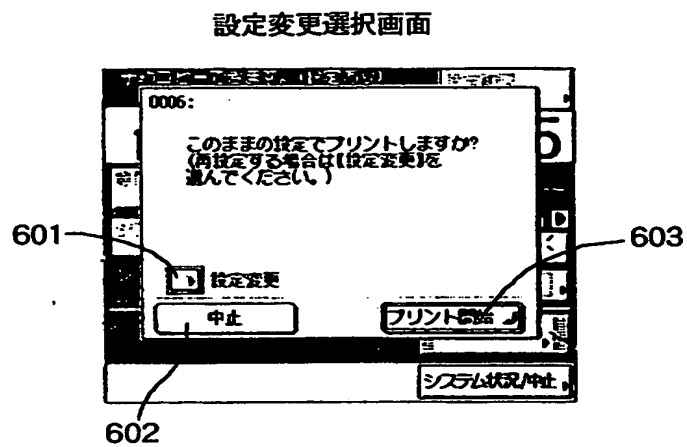 設定変更選択画面
0006:
このままの設定でプリントしますか?
(再設定する場合は【設定変更】を
選んでください。)
5
601
603
設定変更
中止
プリント開始
システム状況/中止
602